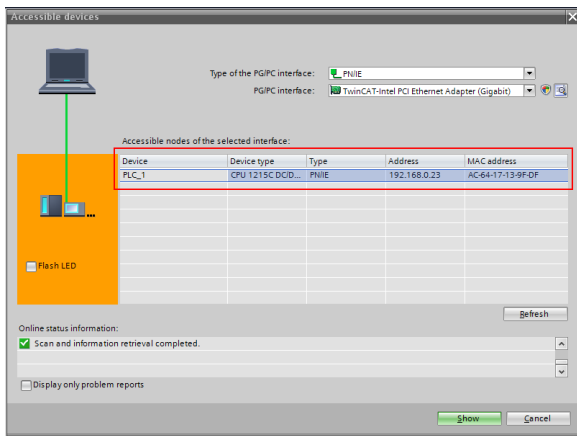 Accessible devices
Type of the PG/PC interface: PN/IE
PG/PC interface: TwinCAT-Intel PCI Ethernet Adapter (Gigabit)
Accessible nodes of the selected interface:
Device Device type Type Address MAC address
PLC_1 CPU 1215C DC/D... PN/IE 192.168.0.23 AC-64-17-13-9F-DF
Flash LED
Refresh
Online status information:
Scan and information retrieval completed.
Display only problem reports
Show Cancel